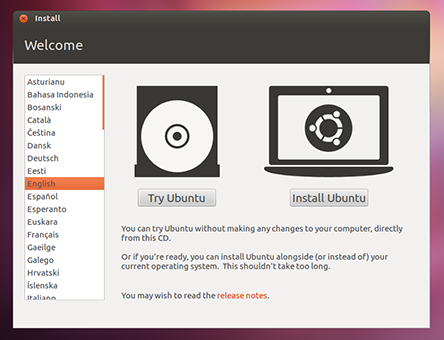 Install
Welcome
Asturianu
Bahasa Indonesia
Bosanski
Català
Čeština
Dansk
Deutsch
Eesti
English
Español
Esperanto
Euskara
Français
Gaeilge
Galego
Hrvatski
Íslenska
Italiano
Try Ubuntu
Install Ubuntu
You can try Ubuntu without making any changes to your computer, directly
from this CD.
Or if you're ready, you can install Ubuntu alongside (or instead of) your
current operating system. This shouldn't take too long.
You may wish to read the release notes.